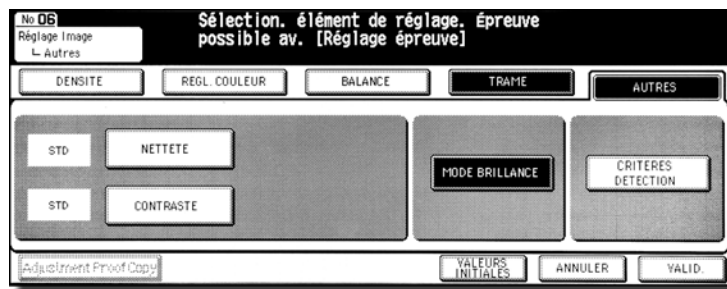 No 06
Réglage Image
Autres
Sélection. élément de réglage. Épreuve
possible av. [Réglage épreuve]
DENSITE
REGL. COULEUR
BALANCE
TRAME
AUTRES
STD
NETTETE
MODE BRILLANCE
CRITERES
DETECTION
STD
CONTRASTE
Adjustment Proof Copy
VALEURS
INITIALES
ANNULER
VALID.